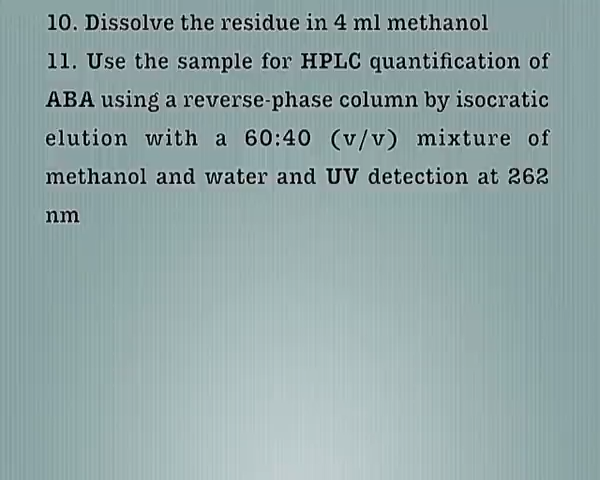 10. Dissolve the residue in 4 ml methanol
11. Use the sample for HPLC quantification of
ABA using a reverse-phase column by isocratic
elution with a 60:40 (v/v) mixture of
methanol and water and UV detection at 262
nm